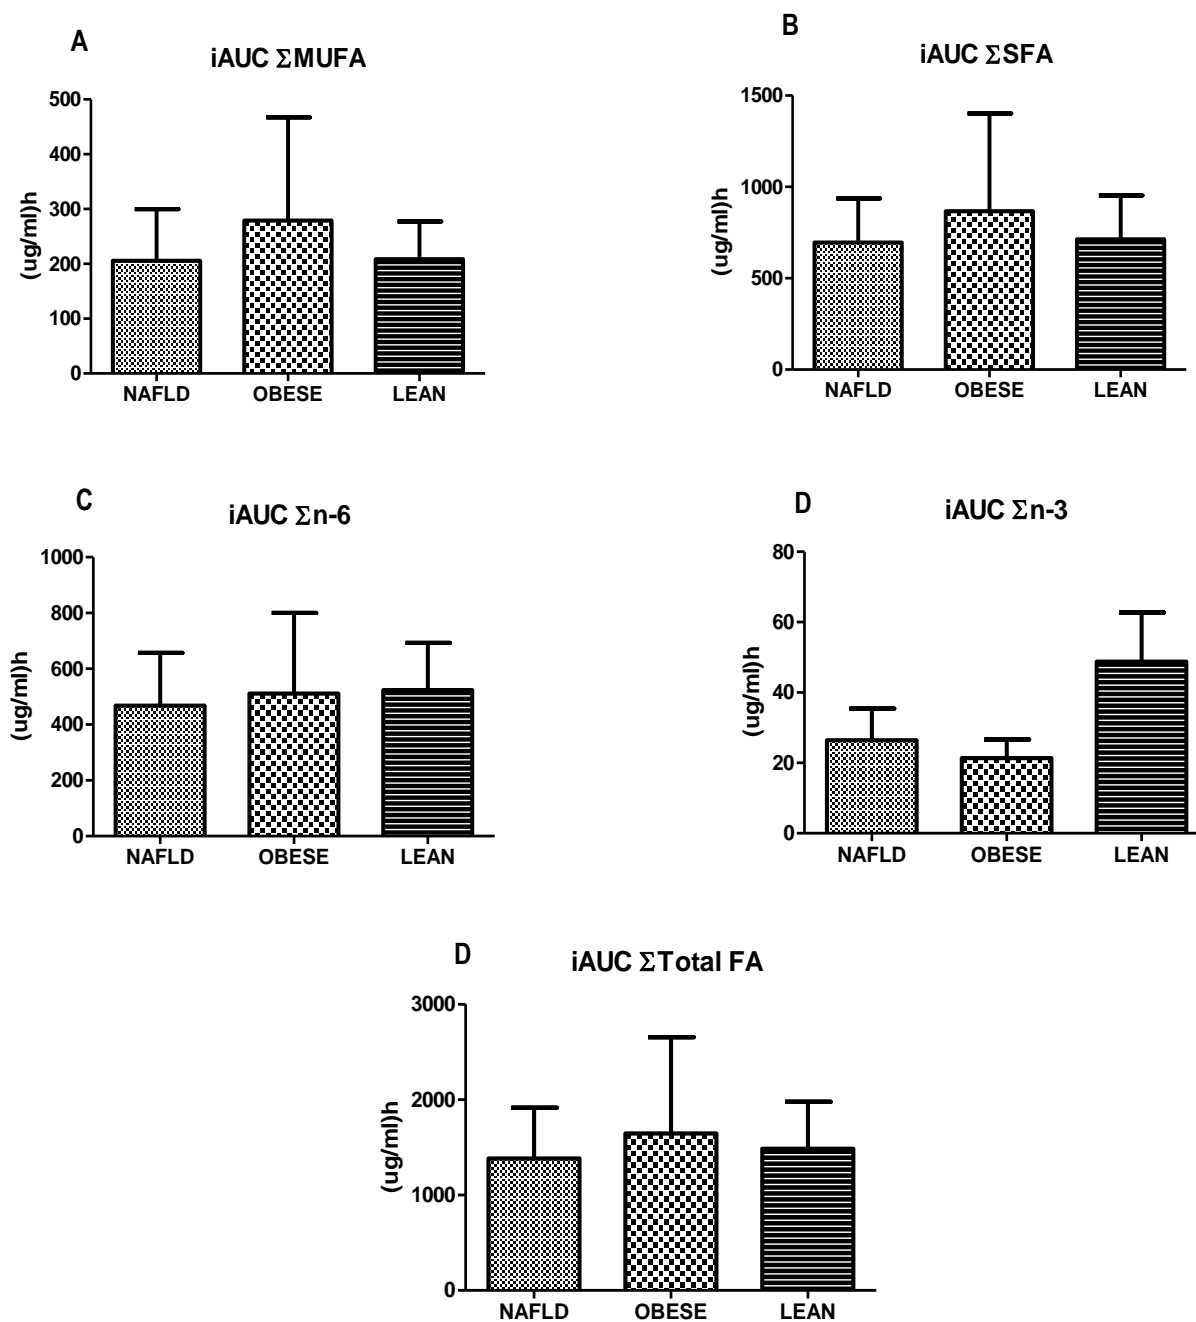 A
iAUC ΣMUFA
500
400
300
200
100
0
(ug/ml)h
NAFLD OBESE LEAN
B
iAUC ΣSFA
1500
1000
500
0
(ug/ml)h
NAFLD OBESE LEAN
C
iAUC Σn-6
1000
800
600
400
200
0
(ug/ml)h
NAFLD OBESE LEAN
D
iAUC Σn-3
80
60
40
20
0
(ug/ml)h
NAFLD OBESE LEAN
D
iAUC ΣTotal FA
3000
2000
1000
0
(ug/ml)h
NAFLD OBESE LEAN